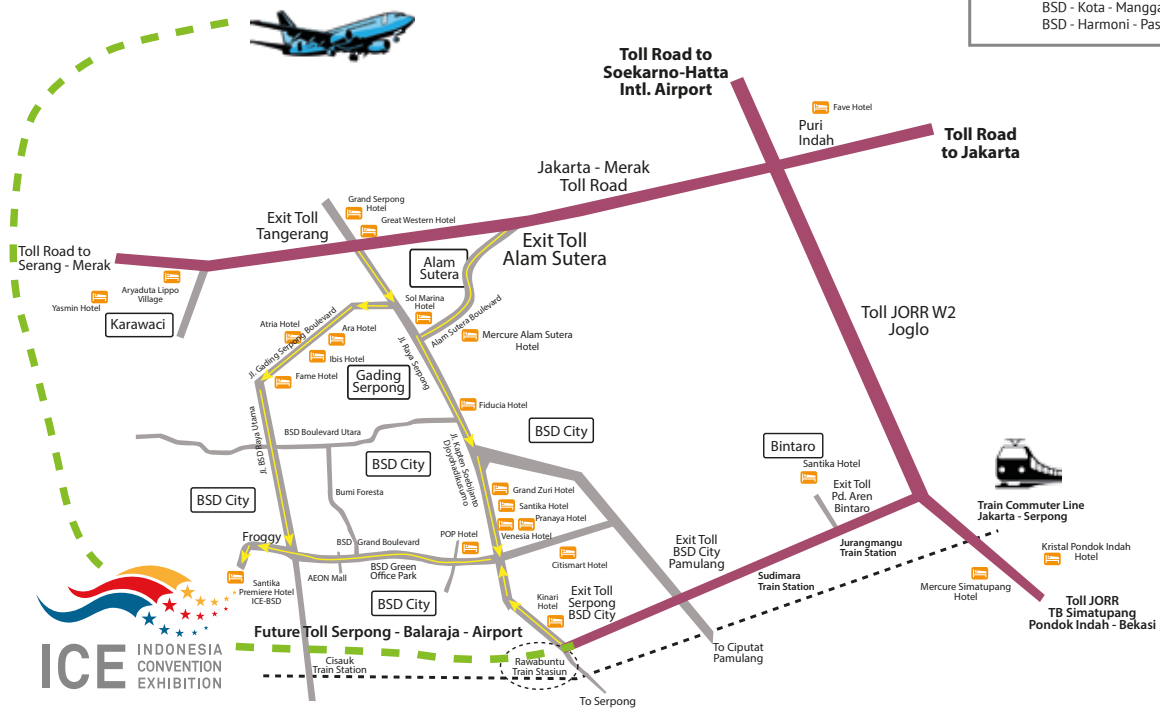 BSD - Kota - Mangga
BSD - Harmoni - Pas
Toll Road to
Soekarno-Hatta
Intl. Airport
Fave Hotel
Puri
Indah
Toll Road
to Jakarta
Jakarta - Merak
Toll Road
Grand Serpong
Hotel
Great Western Hotel
Exit Toll
Tangerang
Exit Toll
Alam Sutera
Toll Road to
Serang - Merak
Alam
Sutera
Aryaduta Lippo
Village
Yasmin Hotel
Karawaci
Sol Marina
Hotel
Alam Sutera Boulevard
Mercure Alam Sutera
Hotel
Toll JORR W2
Joglo
Atria Hotel
Ara Hotel
Jl. Gading Serpong Boulevard
Ibis Hotel
Fame Hotel
Jl. Raya Serpong
Gading
Serpong
Fiducia Hotel
BSD City
BSD Boulevard Utara
Jl. BSD Raya Utama
Jl. Kapten Soebijanto
Djoyohadikusumo
BSD City
Bintaro
Santika Hotel
Exit Toll
Pd. Aren
Bintaro
BSD City
Bumi Foresta
Grand Zuri Hotel
Santika Hotel
Pranaya Hotel
Venesia Hotel
Train Commuter Line
Jakarta - Serpong
Froggy
BSD Grand Boulevard
POP Hotel
Citismart Hotel
Exit Toll
BSD City
Pamulang
Jurangmangu
Train Station
Kristal Pondok Indah
Hotel
AEON Mall
BSD Green
Office Park
Sudimara
Train Station
Mercure Simatupang
Hotel
Santika
Premiere Hotel
ICE-BSD
BSD City
Kinari
Hotel
Exit Toll
Serpong
BSD City
Toll JORR
TB Simatupang
Pondok Indah - Bekasi
Future Toll Serpong - Balaraja - Airport
To Ciputat
Pamulang
ICE
INDONESIA
CONVENTION
EXHIBITION
Cisauk
Train Station
Rawabuntu
Train Stasiun
To Serpong